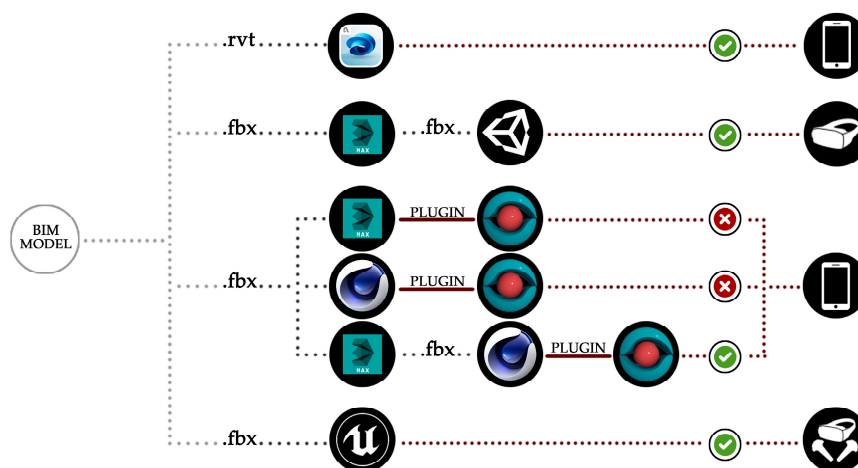 .rvt
.fbx
.fbx
MAX
PLUGIN
MAX
BIM
MODEL
.fbx
PLUGIN
.fbx
PLUGIN
MAX
.fbx